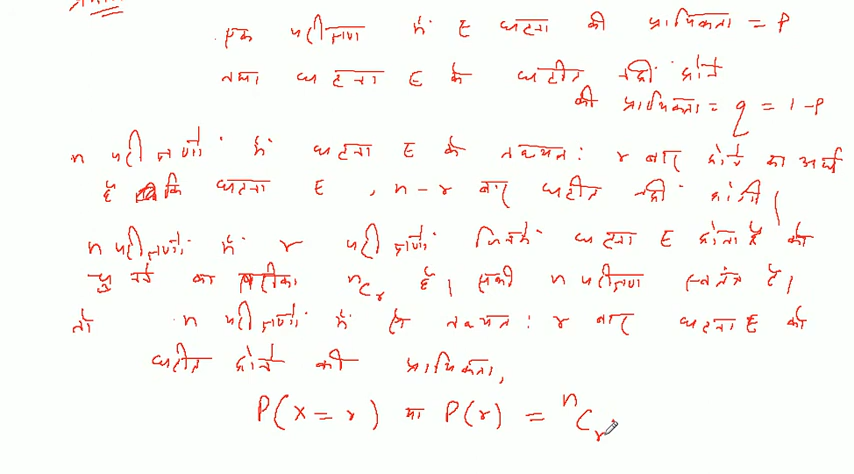 एक परीक्षण में E घटना की प्रायिकता = P
तथा घटना E के घटीत नहीं होने
की प्रायिकता = q = 1 - P
n परीक्षणों में घटना E के तथ्यत: r बार होने का अर्थ
है कि घटना E , n - r बार घटीत नहीं होगी।
n परीक्षणों में r परीक्षणों जिनमें घटना E होता है को
चुनने का तरीका nCr है। सभी n परीक्षण स्वतंत्र है।
तो n परीक्षणों में से तथ्यत: r बार घटना E को
घटीत होने की प्रायिकता,
P(X = r) या P(r) = nCr